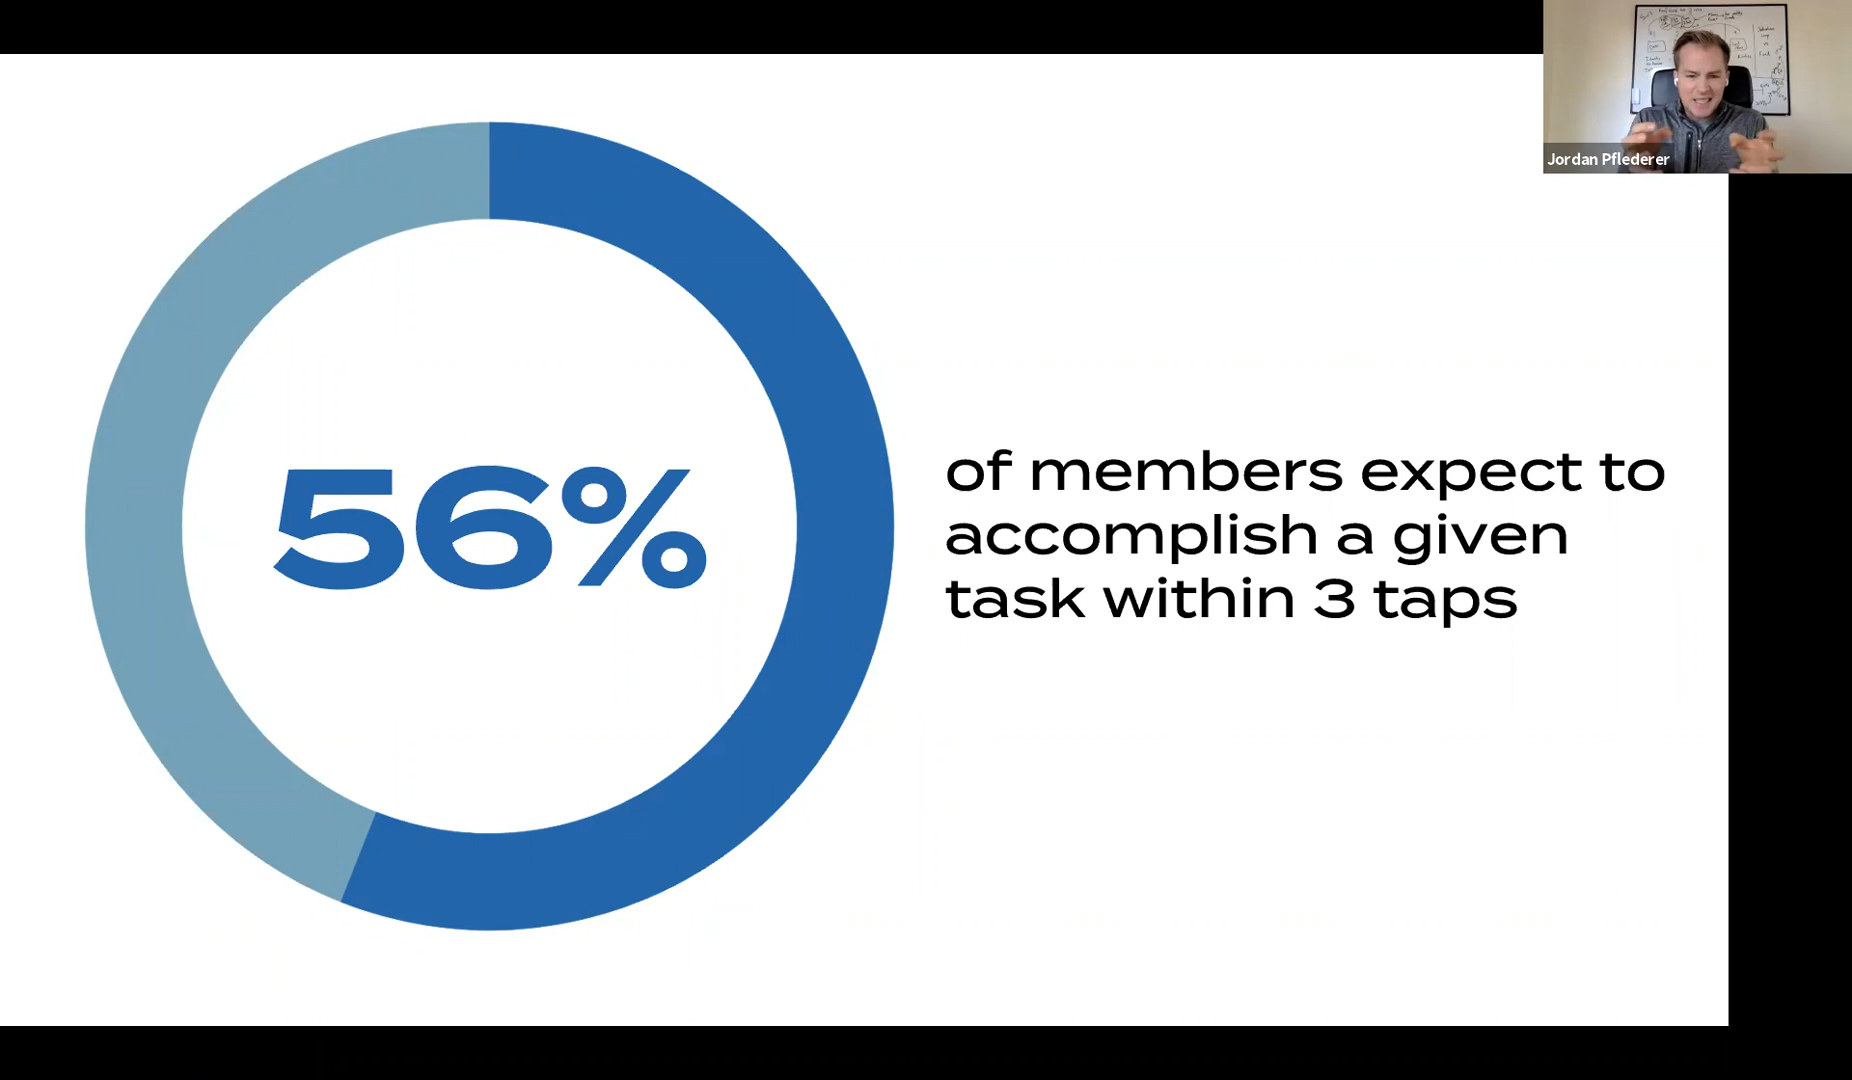 56%
of members expect to
accomplish a given
task within 3 taps
Jordan Pflederer